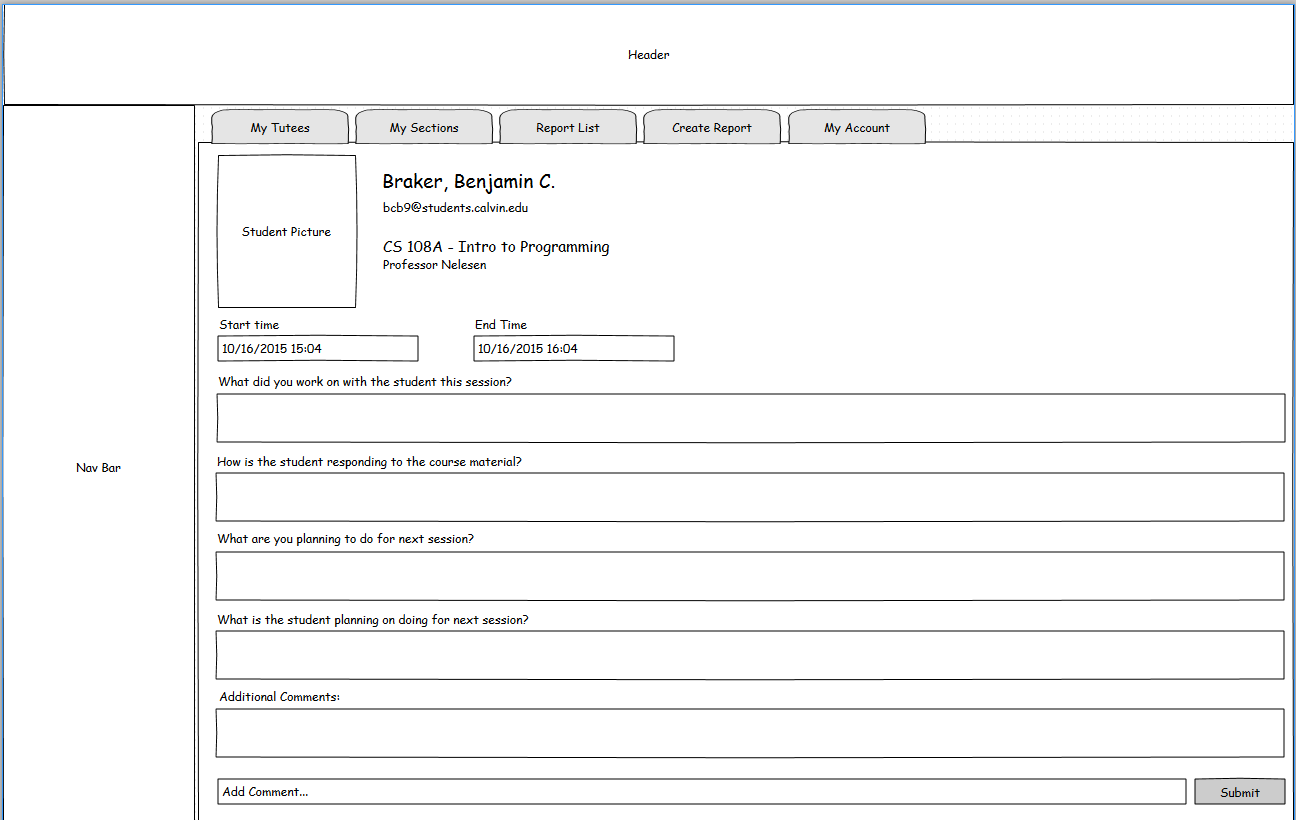 Header
My Tutees My Sections Report List Create Report My Account
Student Picture
Braker, Benjamin C.
bcb9@students.calvin.edu
CS 108A - Intro to Programming
Professor Nelesen
Start time End Time
10/16/2015 15:04 10/16/2015 16:04
What did you work on with the student this session?
Nav Bar
How is the student responding to the course material?
What are you planning to do for next session?
What is the student planning on doing for next session?
Additional Comments:
Add Comment... Submit